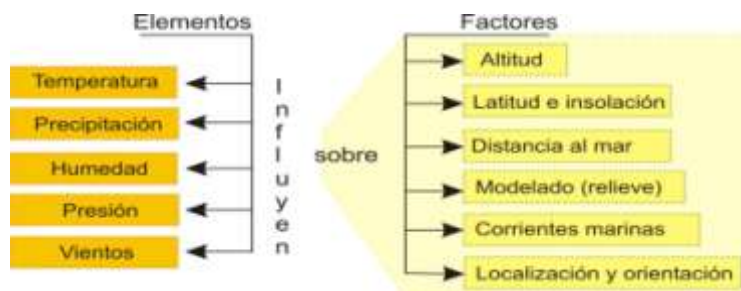 Elementos
Temperatura
Precipitación
Humedad
Presión
Vientos
Influyen
sobre
Factores
Altitud
Latitud e insolación
Distancia al mar
Modelado (relieve)
Corrientes marinas
Localización y orientación